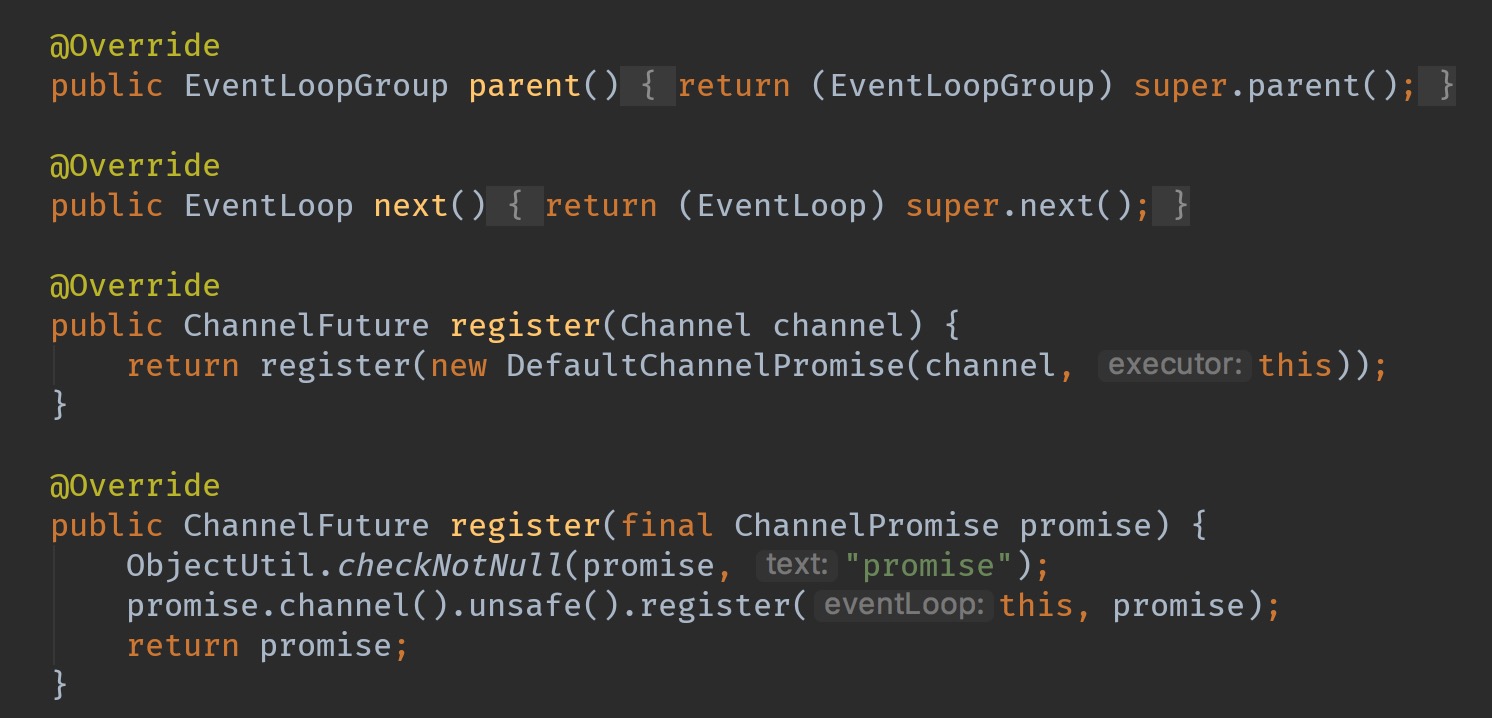 @Override
public EventLoopGroup parent() { return (EventLoopGroup) super.parent(); }
@Override
public EventLoop next() { return (EventLoop) super.next(); }
@Override
public ChannelFuture register(Channel channel) {
return register(new DefaultChannelPromise(channel, executor: this));
}
@Override
public ChannelFuture register(final ChannelPromise promise) {
ObjectUtil.checkNotNull(promise, text: "promise");
promise.channel().unsafe().register( eventLoop: this, promise);
return promise;
}